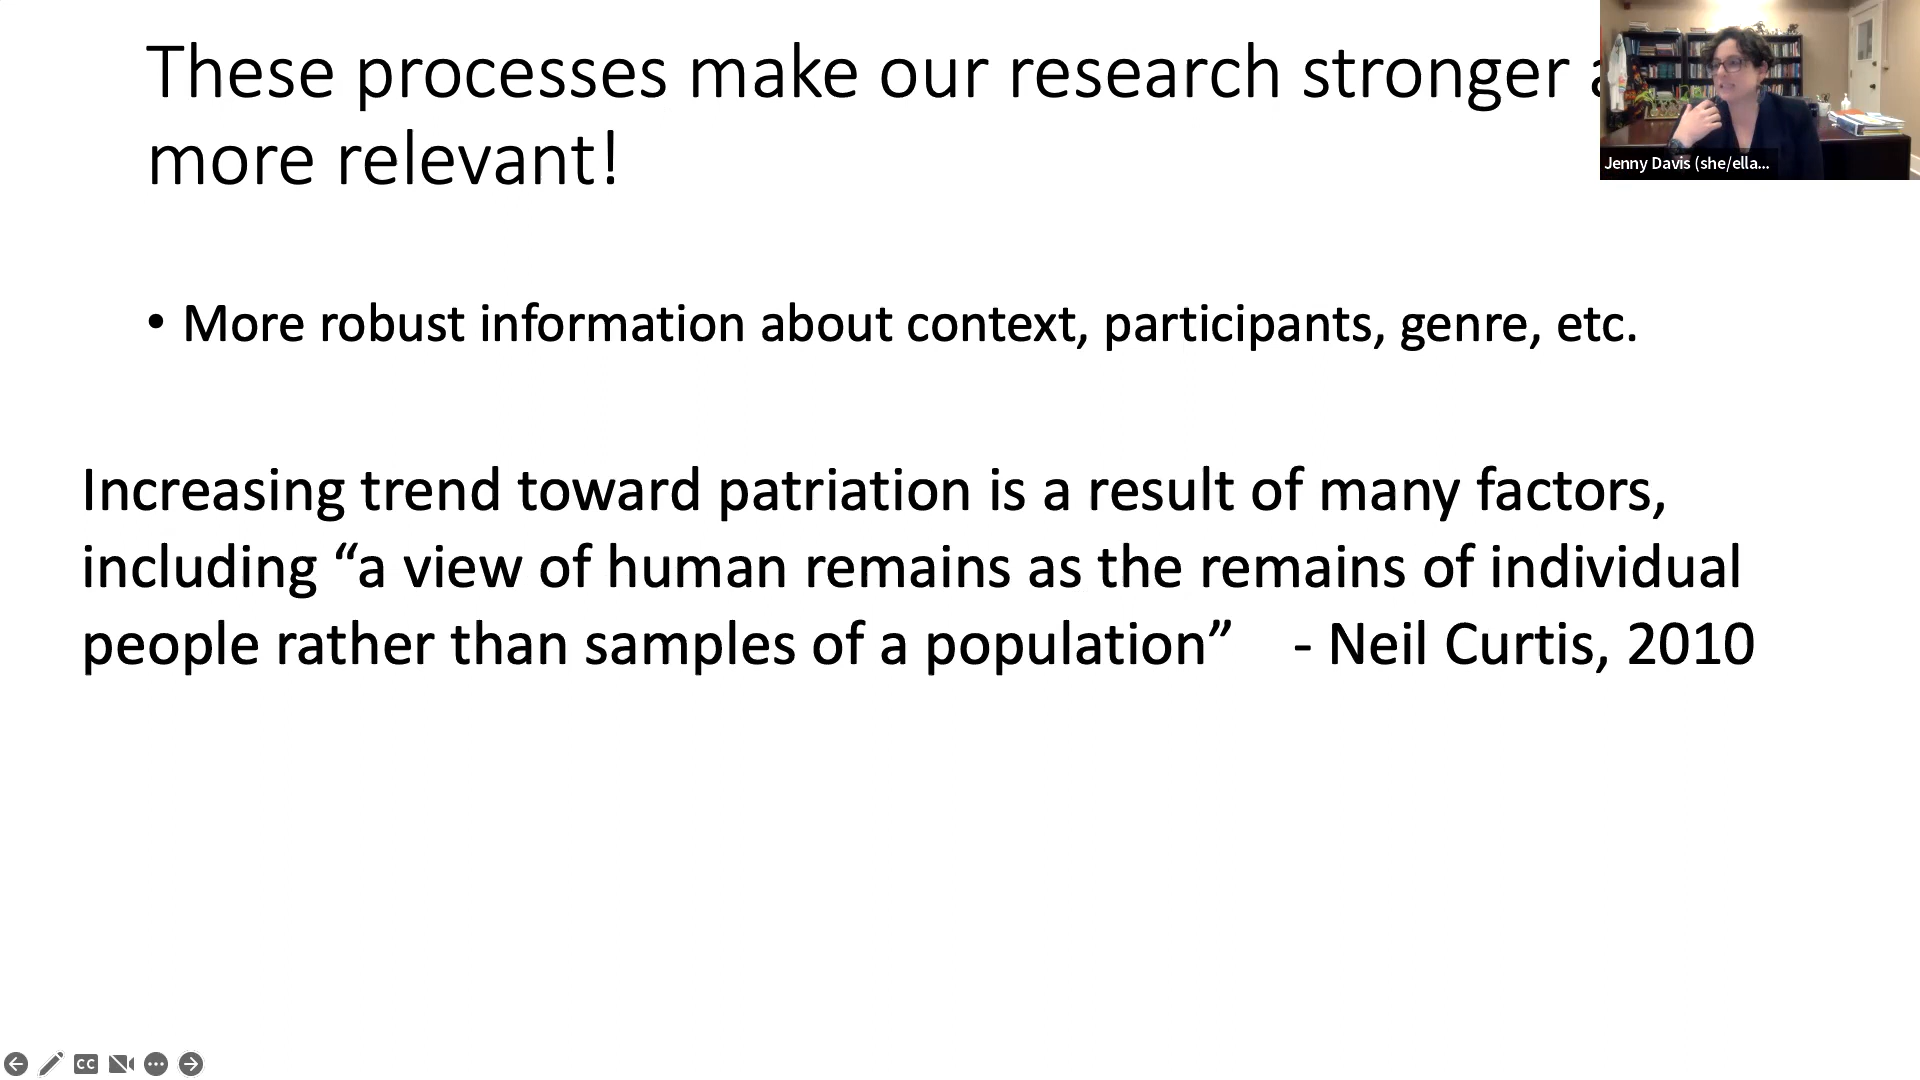 These processes make our research stronger
more relevant!
Jenny Davis (she/ella...
• More robust information about context, participants, genre, etc.
Increasing trend toward patriation is a result of many factors,
including “a view of human remains as the remains of individual
people rather than samples of a population” - Neil Curtis, 2010
CC